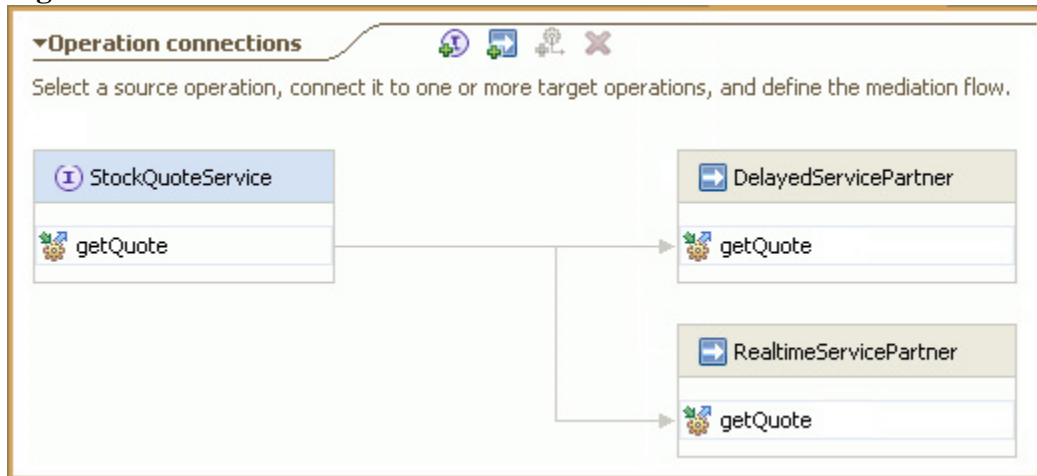 Operation connections
Select a source operation, connect it to one or more target operations, and define the mediation flow.
StockQuoteService
getQuote
DelayedServicePartner
getQuote
RealtimeServicePartner
getQuote